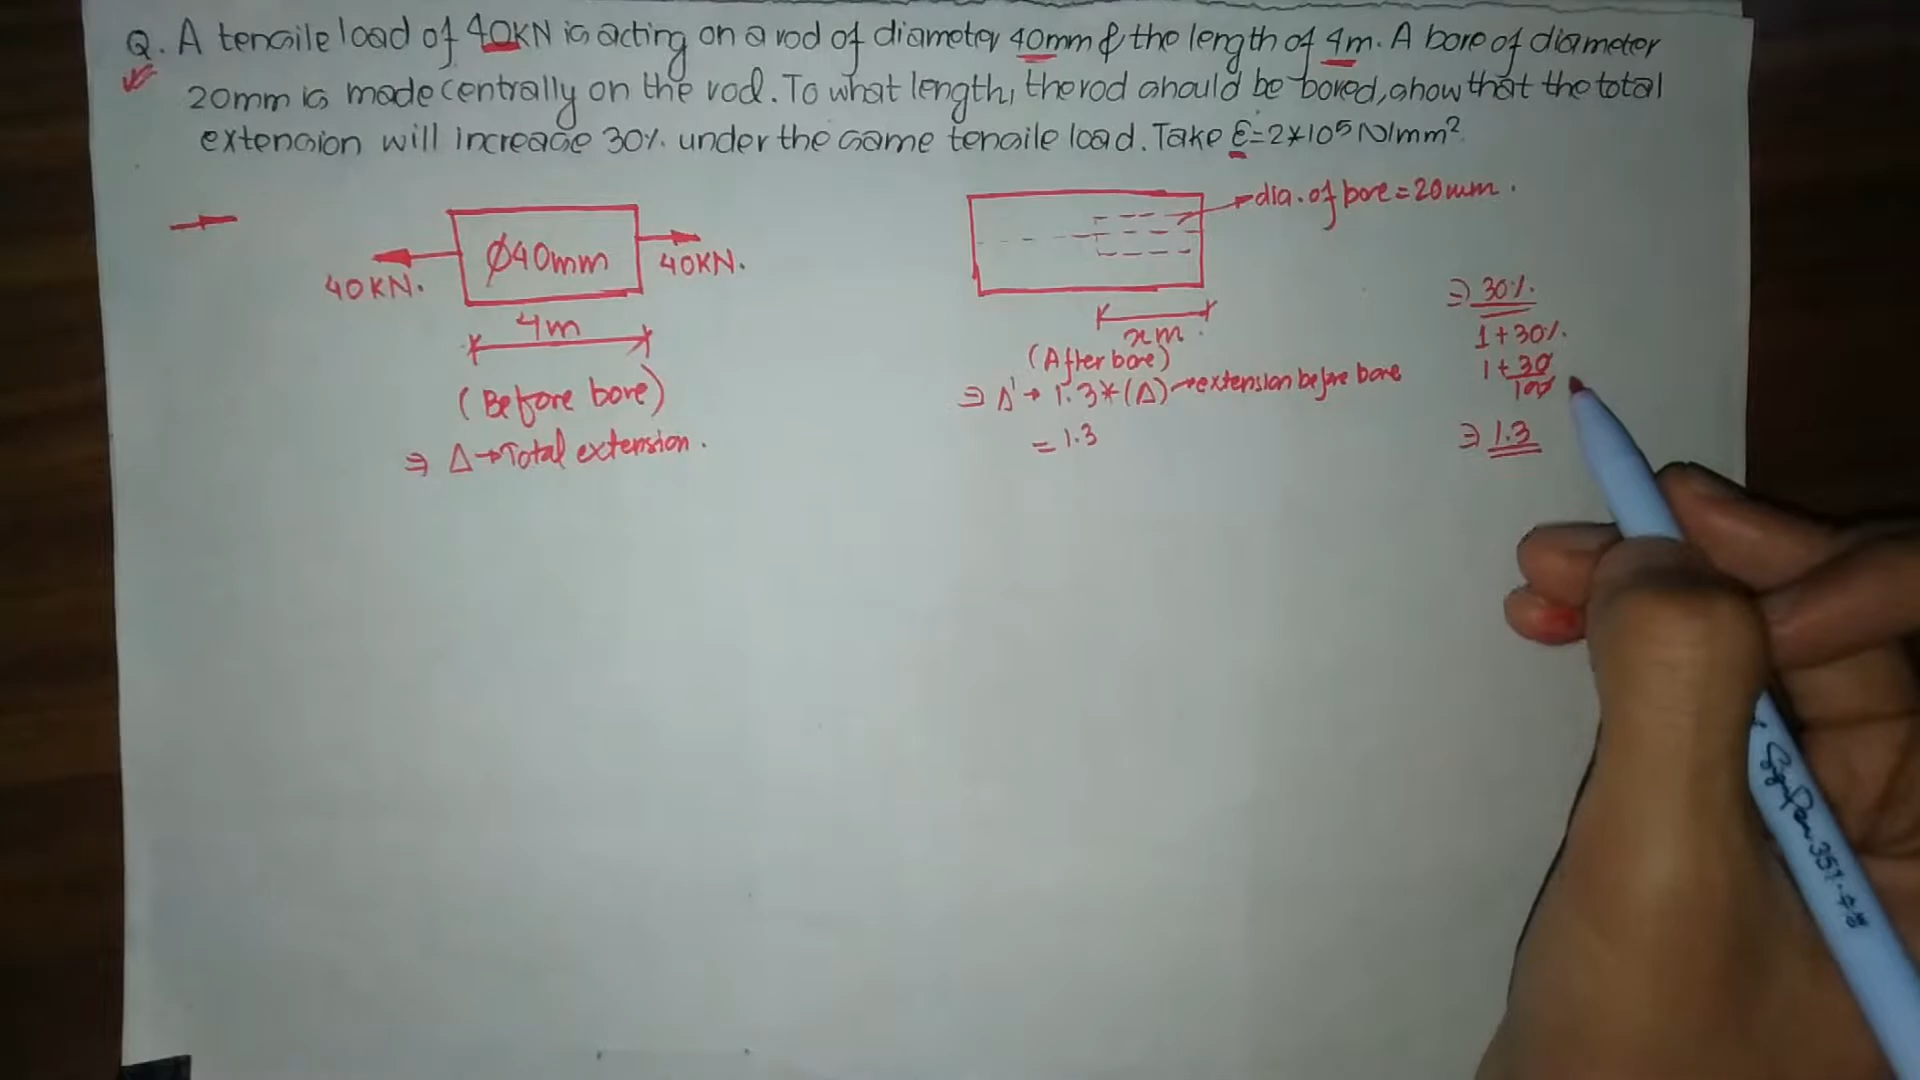 Q. A tensile load of 40KN is acting on a rod of diameter 40mm & the length of 4m. A bore of diameter
20mm is made centrally on the rod. To what length, the rod should be bored, show that the total
extension will increase 30%. under the same tensile load. Take E=2*10⁵ N/mm².
dia. of bore = 20mm.
Ø40mm
40KN.
40KN.
4m
(Before bore)
⇒ Δ→Total extension.
xm.
(After bore)
⇒ Δ' → 1.3*(Δ)→extension before bore
= 1.3
⇒ 30%.
1+30%.
1+30
100
⇒ 1.3